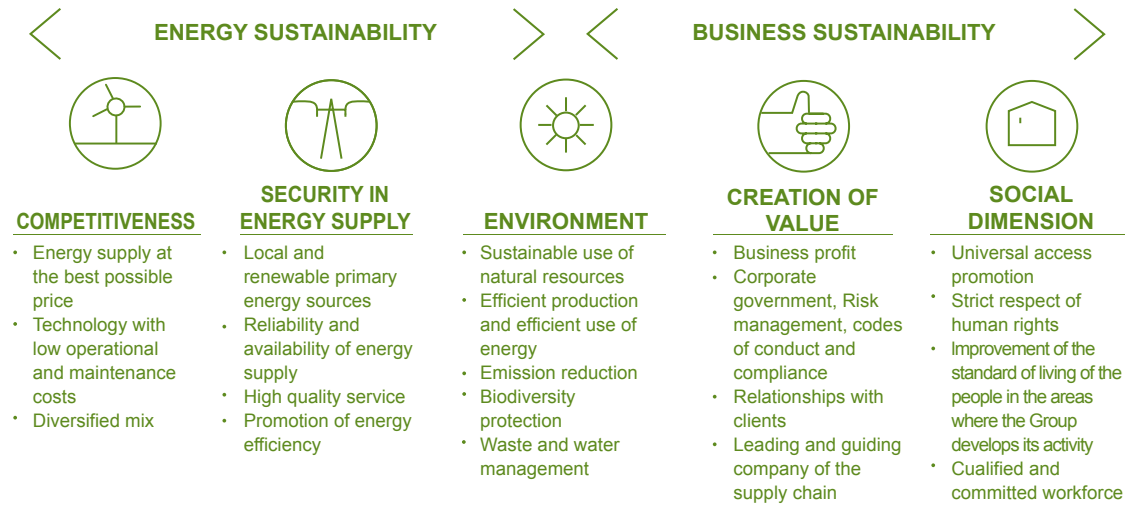 ENERGY SUSTAINABILITY
BUSINESS SUSTAINABILITY
COMPETITIVENESS
• Energy supply at
the best possible
price
• Technology with
low operational
and maintenance
costs
• Diversified mix
SECURITY IN
ENERGY SUPPLY
• Local and
renewable primary
energy sources
• Reliability and
availability of energy
supply
• High quality service
• Promotion of energy
efficiency
ENVIRONMENT
• Sustainable use of
natural resources
• Efficient production
and efficient use of
energy
• Emission reduction
• Biodiversity
protection
• Waste and water
management
CREATION OF
VALUE
• Business profit
• Corporate
government, Risk
management, codes
of conduct and
compliance
• Relationships with
clients
• Leading and guiding
company of the
supply chain
SOCIAL
DIMENSION
• Universal access
promotion
• Strict respect of
human rights
• Improvement of the
standard of living of the
people in the areas
where the Group
develops its activity
• Cualified and
committed workforce